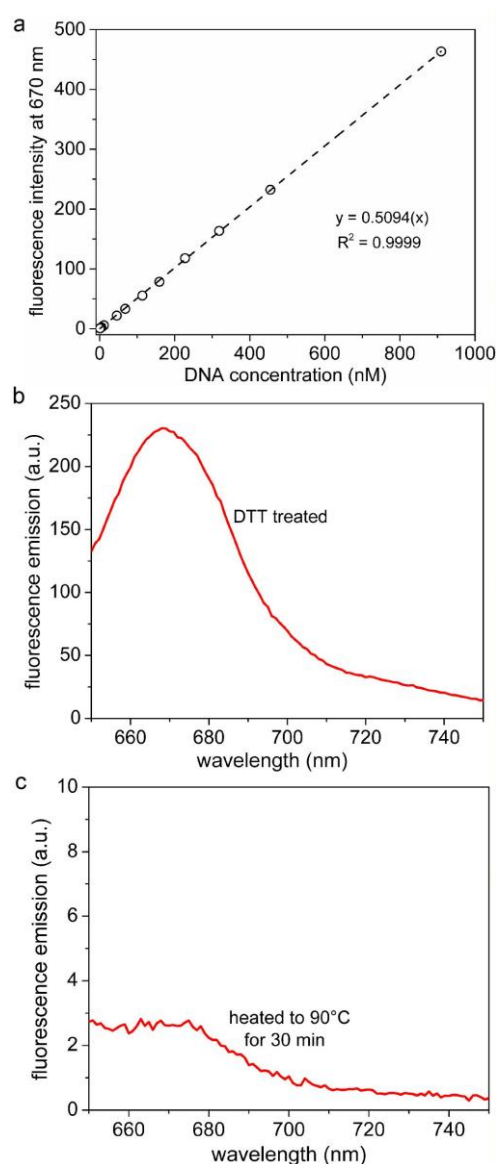 a
500
400
300
200
100
0
fluorescence intensity at 670 nm
y = 0.5094(x)
R² = 0.9999
0 200 400 600 800 1000
DNA concentration (nM)
b
250
200
150
100
50
0
fluorescence emission (a.u.)
DTT treated
660 680 700 720 740
wavelength (nm)
c
10
8
6
4
2
0
fluorescence emission (a.u.)
heated to 90°C
for 30 min
660 680 700 720 740
wavelength (nm)